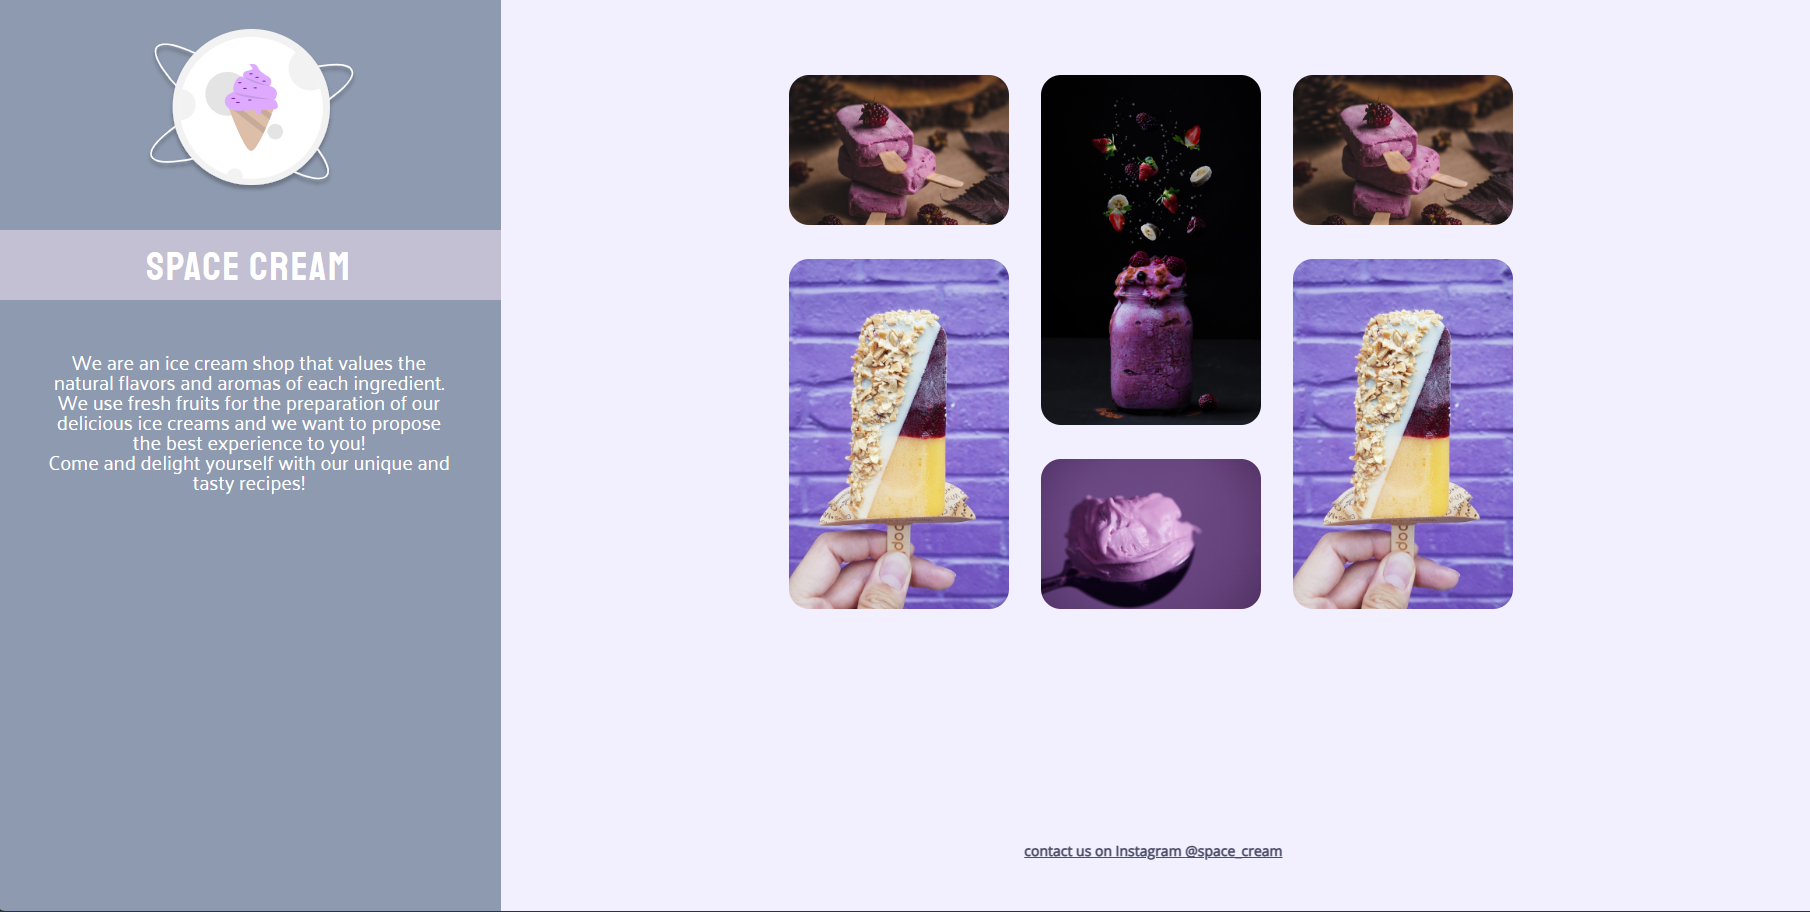 SPACE CREAM
We are an ice cream shop that values the
natural flavors and aromas of each ingredient.
We use fresh fruits for the preparation of our
delicious ice creams and we want to propose
the best experience to you!
Come and delight yourself with our unique and
tasty recipes!
contact us on Instagram @space_cream